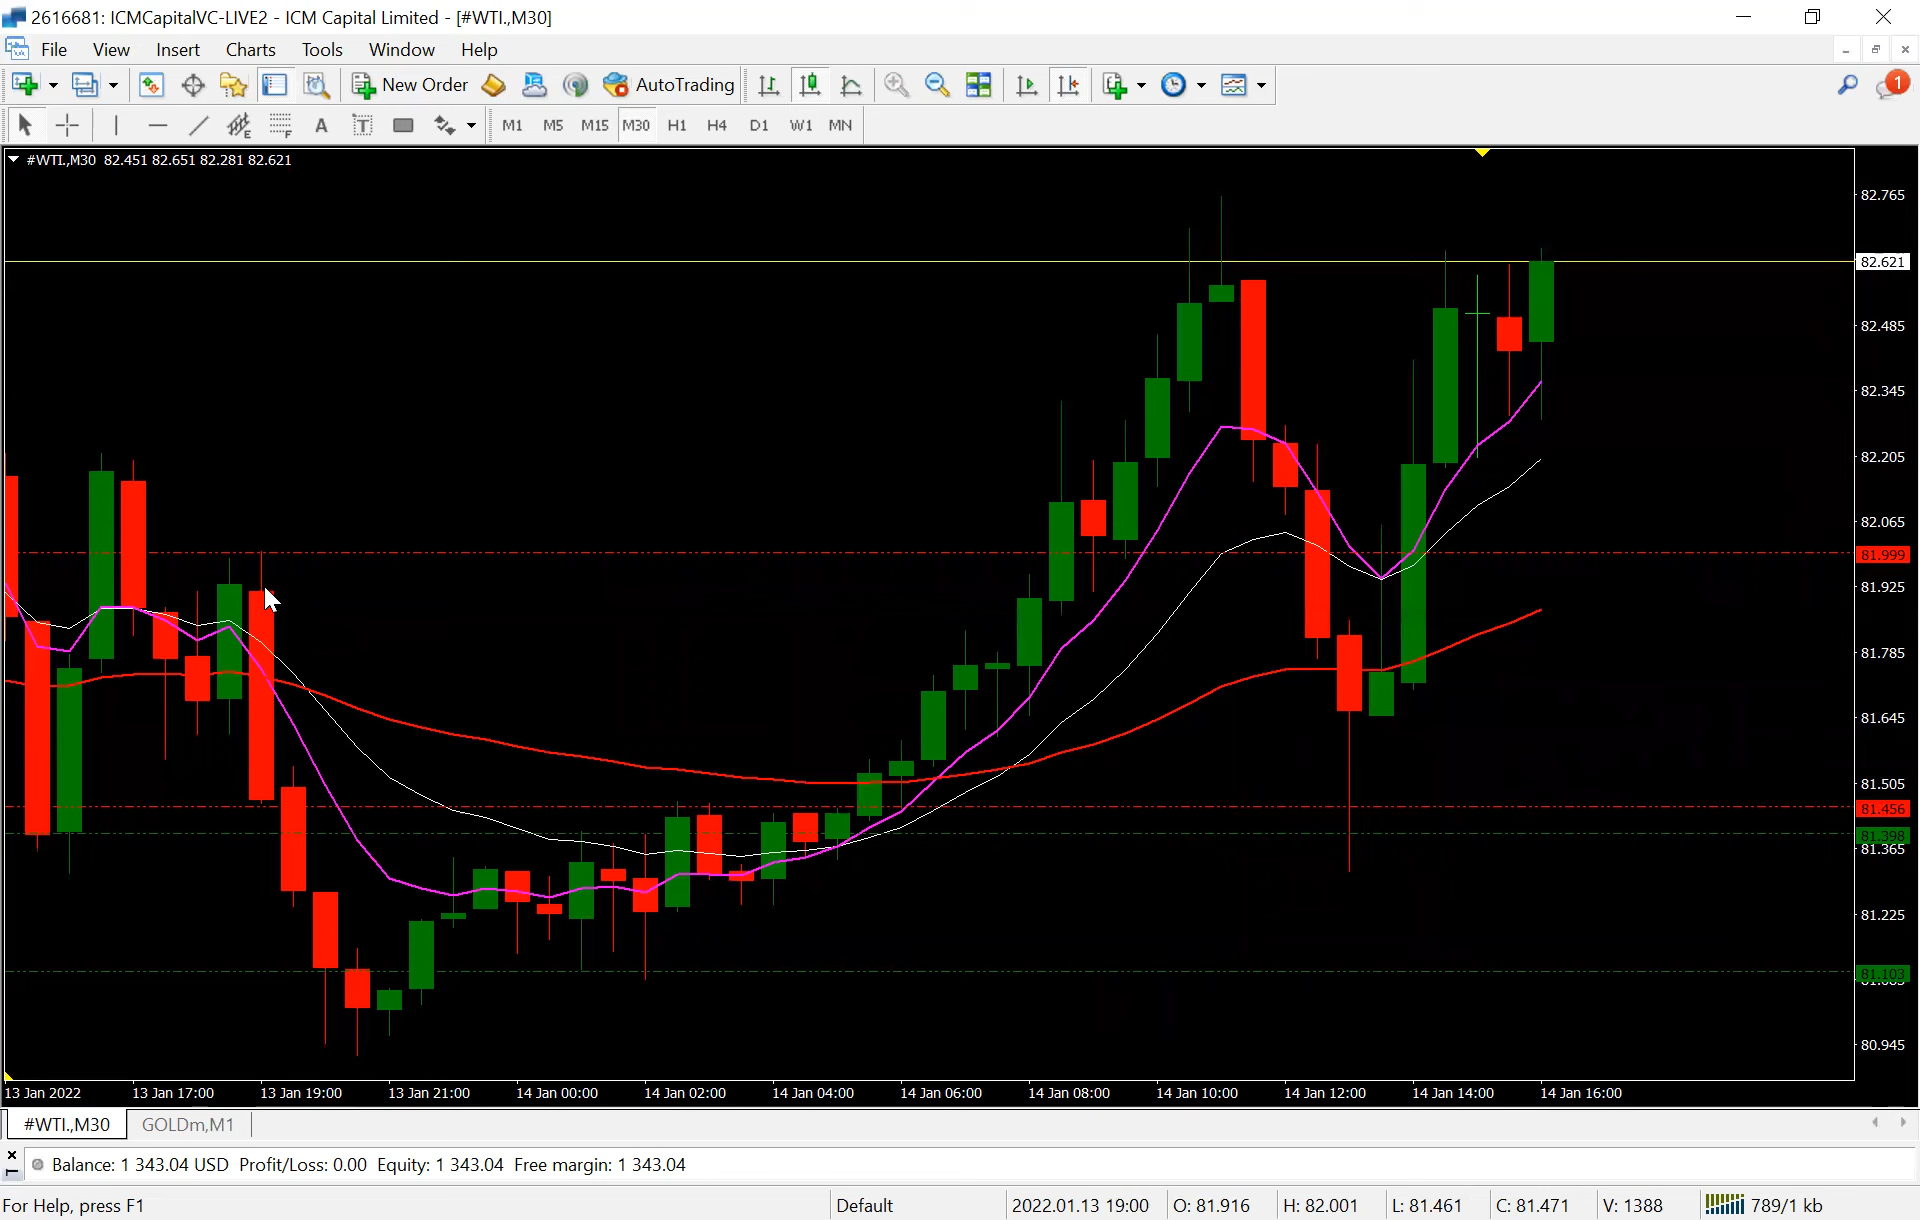 2616681: ICMCapitalVC-LIVE2 - ICM Capital Limited - [#WTI.,M30]
File View Insert Charts Tools Window Help
New Order AutoTrading 1
A T M1 M5 M15 M30 H1 H4 D1 W1 MN
#WTI.,M30 82.451 82.651 82.281 82.621
82.765
82.621
82.485
82.345
82.205
82.065
81.999
81.925
81.785
81.645
81.505
81.456
81.398
81.365
81.225
81.103
80.945
13 Jan 2022 13 Jan 17:00 13 Jan 19:00 13 Jan 21:00 14 Jan 00:00 14 Jan 02:00 14 Jan 04:00 14 Jan 06:00 14 Jan 08:00 14 Jan 10:00 14 Jan 12:00 14 Jan 14:00 14 Jan 16:00
#WTI.,M30 GOLDm,M1
Balance: 1 343.04 USD Profit/Loss: 0.00 Equity: 1 343.04 Free margin: 1 343.04
For Help, press F1 Default 2022.01.13 19:00 O: 81.916 H: 82.001 L: 81.461 C: 81.471 V: 1388 789/1 kb